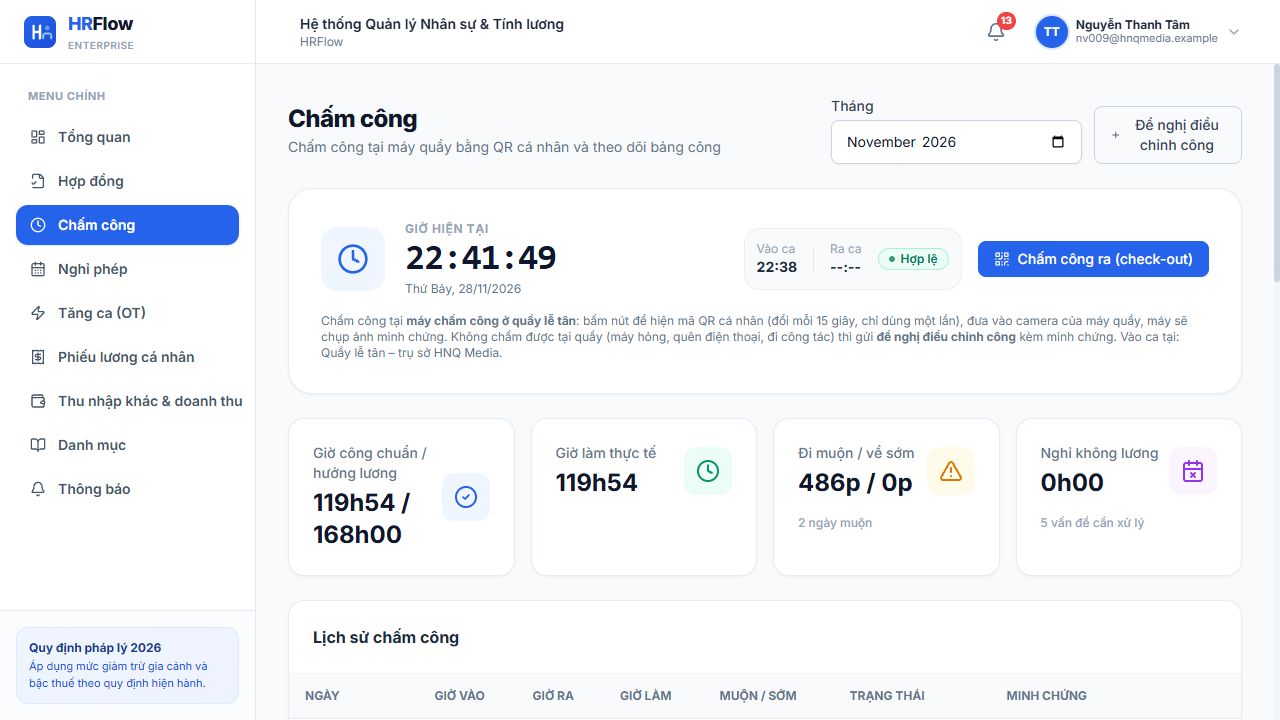 HRFlow
ENTERPRISE
Hệ thống Quản lý Nhân sự & Tính lương
HRFlow
13
TT
Nguyễn Thanh Tâm
nv009@hnqmedia.example
MENU CHÍNH
Tổng quan
Hợp đồng
Chấm công
Nghỉ phép
Tăng ca (OT)
Phiếu lương cá nhân
Thu nhập khác & doanh thu
Danh mục
Thông báo
Quy định pháp lý 2026
Áp dụng mức giảm trừ gia cảnh và
bậc thuế theo quy định hiện hành.
Chấm công
Chấm công tại máy quầy bằng QR cá nhân và theo dõi bảng công
Tháng
November 2026
Đề nghị điều
chỉnh công
GIỜ HIỆN TẠI
22:41:49
Thứ Bảy, 28/11/2026
Vào ca
22:38
Ra ca
--:--
Hợp lệ
Chấm công ra (check-out)
Chấm công tại máy chấm công ở quầy lễ tân: bấm nút để hiện mã QR cá nhân (đổi mỗi 15 giây, chỉ dùng một lần), đưa vào camera của máy quầy, máy sẽ
chụp ảnh minh chứng. Không chấm được tại quầy (máy hỏng, quên điện thoại, đi công tác) thì gửi đề nghị điều chỉnh công kèm minh chứng. Vào ca tại:
Quầy lễ tân – trụ sở HNQ Media.
Giờ công chuẩn /
hưởng lương
119h54 /
168h00
Giờ làm thực tế
119h54
Đi muộn / về sớm
486p / 0p
2 ngày muộn
Nghỉ không lương
0h00
5 vấn đề cần xử lý
Lịch sử chấm công
NGÀY GIỜ VÀO GIỜ RA GIỜ LÀM MUỘN / SỚM TRẠNG THÁI MINH CHỨNG